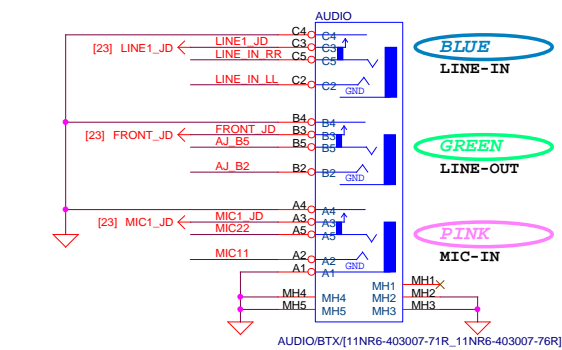 AUDIO
C4 C4
[23] LINE1_JD LINE1_JD C3 C3
LINE_IN_RR C5 C5
LINE_IN_LL C2 C2
GND
BLUE
LINE-IN
B4 B4
[23] FRONT_JD FRONT_JD B3 B3
AJ_B5 B5 B5
AJ_B2 B2 B2
GND
GREEN
LINE-OUT
A4 A4
[23] MIC1_JD MIC1_JD A3 A3
MIC22 A5 A5
MIC11 A2 A2
GND
A1 A1
PINK
MIC-IN
MH1 MH1
MH4 MH4 MH2 MH2
MH5 MH5 MH3 MH3
AUDIO/BTX/[11NR6-403007-71R_11NR6-403007-76R]